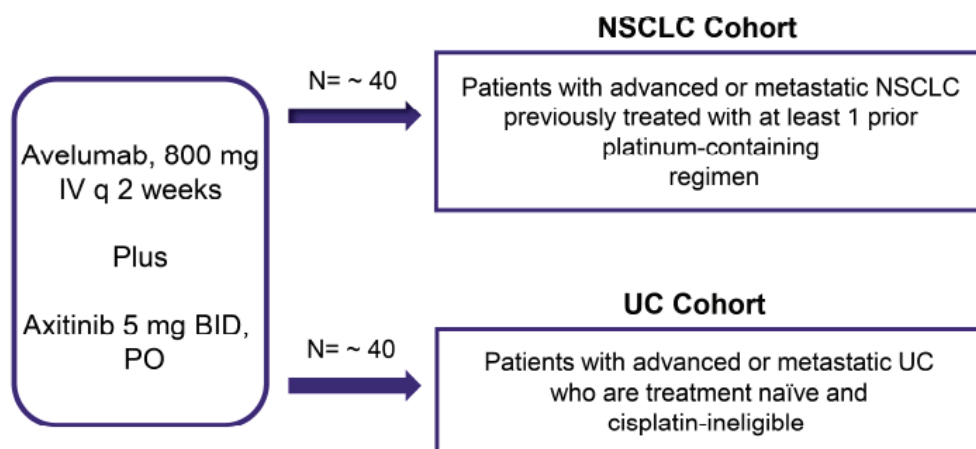 NSCLC Cohort
N= ~ 40
Patients with advanced or metastatic NSCLC
previously treated with at least 1 prior
platinum-containing
regimen
Avelumab, 800 mg
IV q 2 weeks
Plus
Axitinib 5 mg BID,
PO
UC Cohort
N= ~ 40
Patients with advanced or metastatic UC
who are treatment naïve and
cisplatin-ineligible